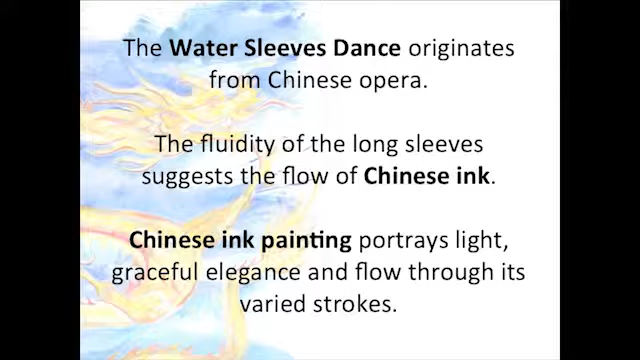 The Water Sleeves Dance originates
from Chinese opera.
The fluidity of the long sleeves
suggests the flow of Chinese ink.
Chinese ink painting portrays light,
graceful elegance and flow through its
varied strokes.